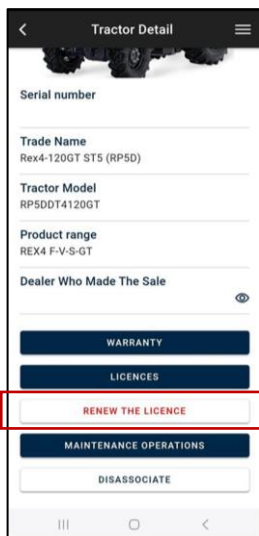 Tractor Detail
Serial number
Trade Name
Rex4-120GT ST5 (RP5D)
Tractor Model
RP5DDT4120GT
Product range
REX4 F-V-S-GT
Dealer Who Made The Sale
WARRANTY
LICENCES
RENEW THE LICENCE
MAINTENANCE OPERATIONS
DISASSOCIATE